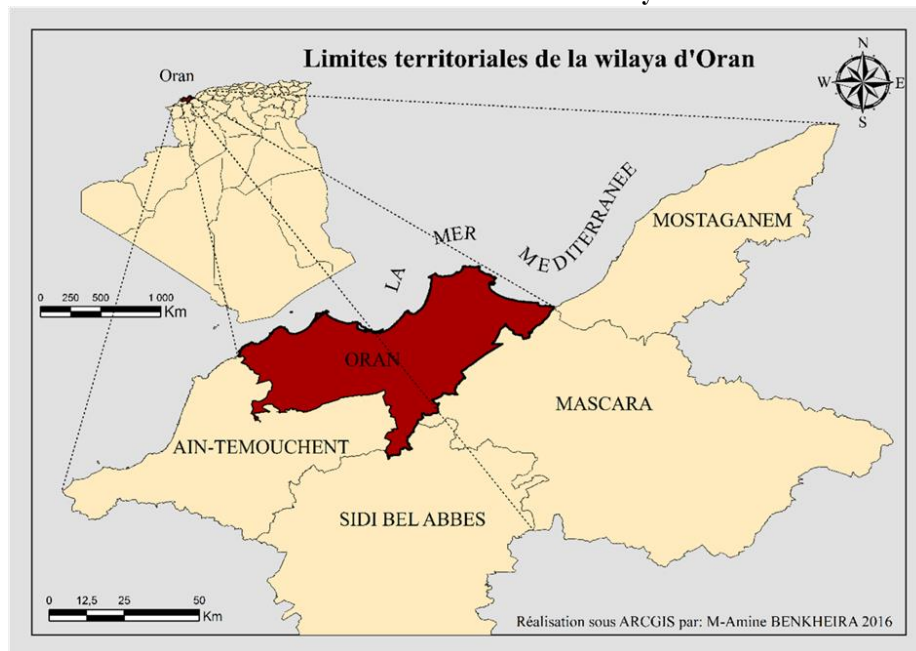 Limites territoriales de la wilaya d'Oran
N
W E
S
Oran
MOSTAGANEM
LA MER MEDITERRANEE
0 250 500 1 000
Km
ORAN
MASCARA
AIN-TEMOUCHENT
SIDI BEL ABBES
0 12,5 25 50
Km
Réalisation sous ARCGIS par: M-Amine BENKHEIRA 2016